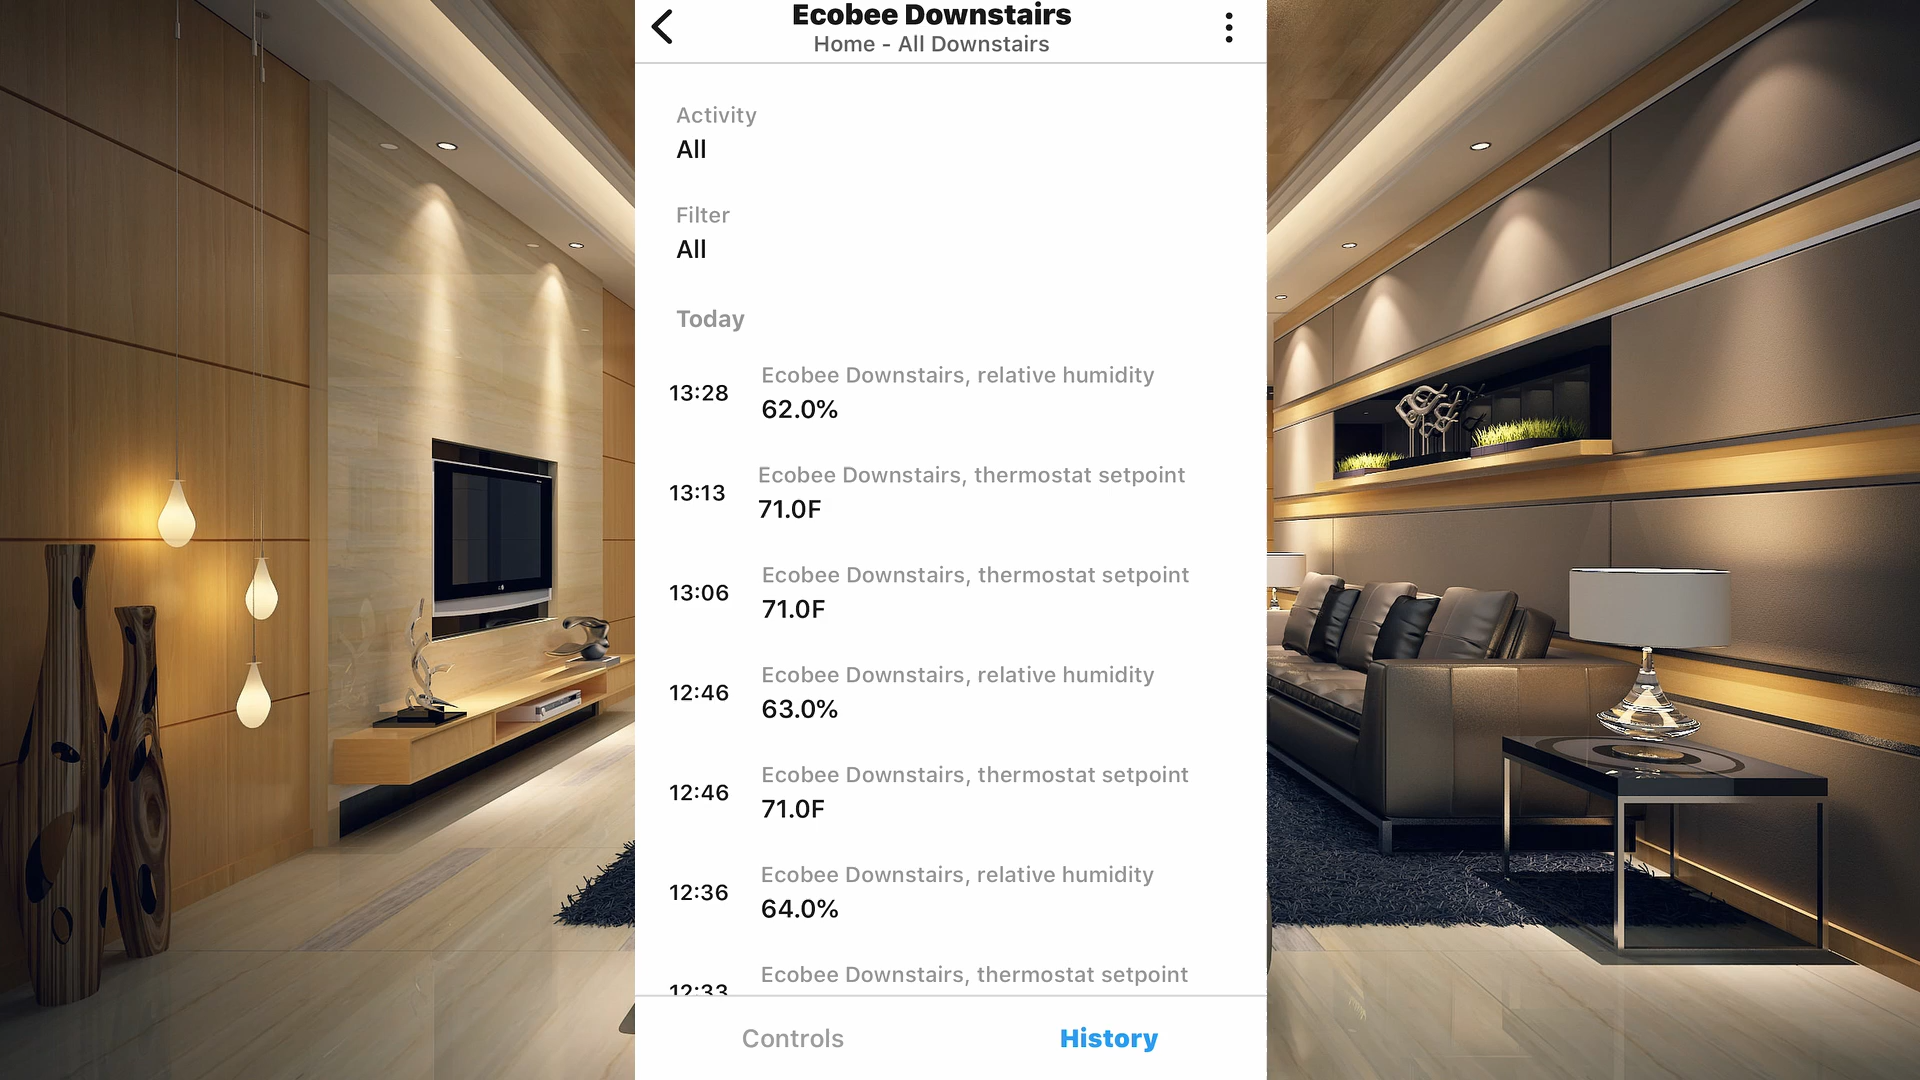 Ecobee Downstairs
Home - All Downstairs
Activity
All
Filter
All
Today
Ecobee Downstairs, relative humidity
13:28
62.0%
Ecobee Downstairs, thermostat setpoint
13:13
71.0F
Ecobee Downstairs, thermostat setpoint
13:06
71.0F
Ecobee Downstairs, relative humidity
12:46
63.0%
Ecobee Downstairs, thermostat setpoint
12:46
71.0F
Ecobee Downstairs, relative humidity
12:36
64.0%
Ecobee Downstairs, thermostat setpoint
12:33
Controls
History